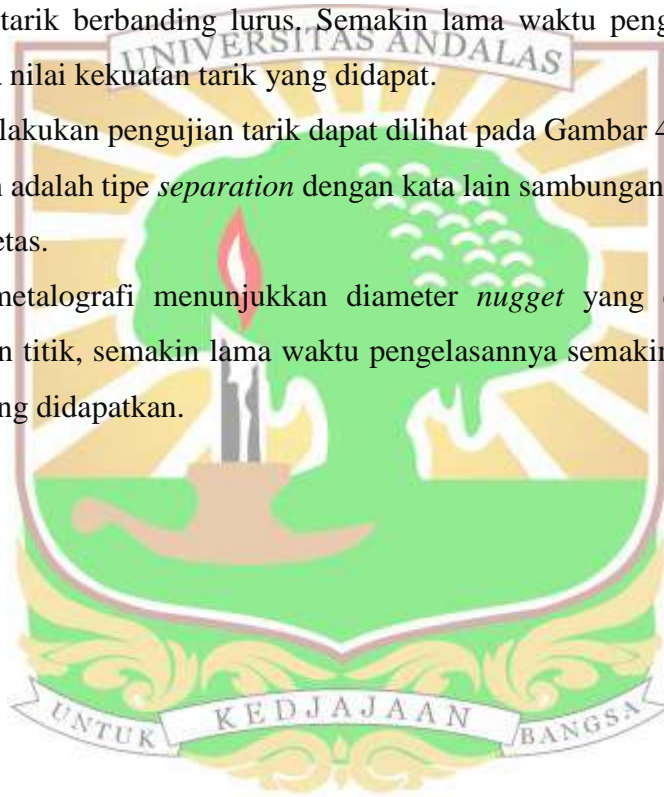 tarik berbanding lurus. Semakin lama waktu peng
UNIVERSITAS ANDALAS
nilai kekuatan tarik yang didapat.
lakukan pengujian tarik dapat dilihat pada Gambar 4
adalah tipe separation dengan kata lain sambungan
etas.
metalografi menunjukkan diameter nugget yang
n titik, semakin lama waktu pengelasannya semakin
ng didapatkan.
UNTUK KEDJAJAAN BANGSA